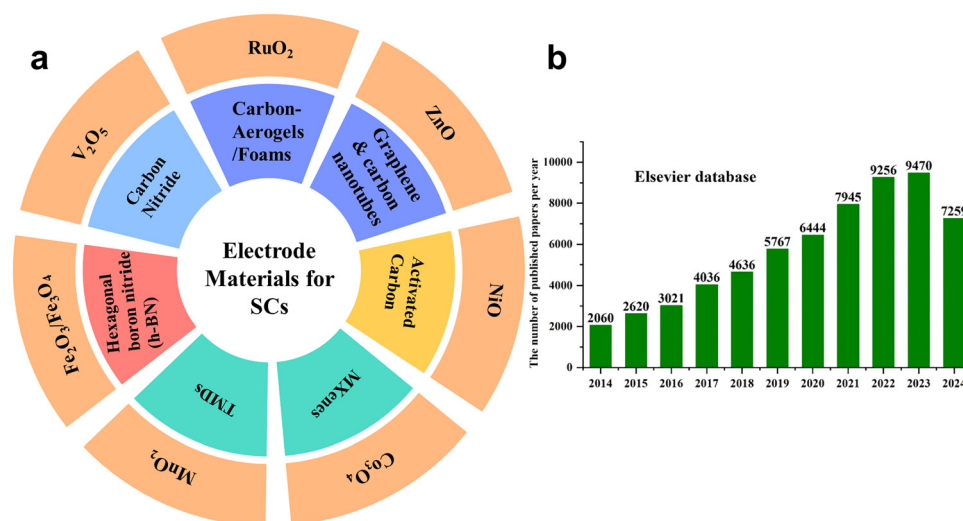 a
RuO₂
ZnO
NiO
Co₃O₄
MnO₂
Fe₂O₃/Fe₃O₄
V₂O₅
Carbon-
Aerogels
/Foams
Graphene
& carbon
nanotubes
Activated
Carbon
MXenes
TMDs
Hexagonal
boron nitride
(h-BN)
Carbon
Nitride
Electrode
Materials for
SCs
b
Elsevier database
The number of published papers per year
10000
8000
6000
4000
2000
0
2060
2620
3021
4036
4636
5767
6444
7945
9256
9470
7259
2014 2015 2016 2017 2018 2019 2020 2021 2022 2023 2024